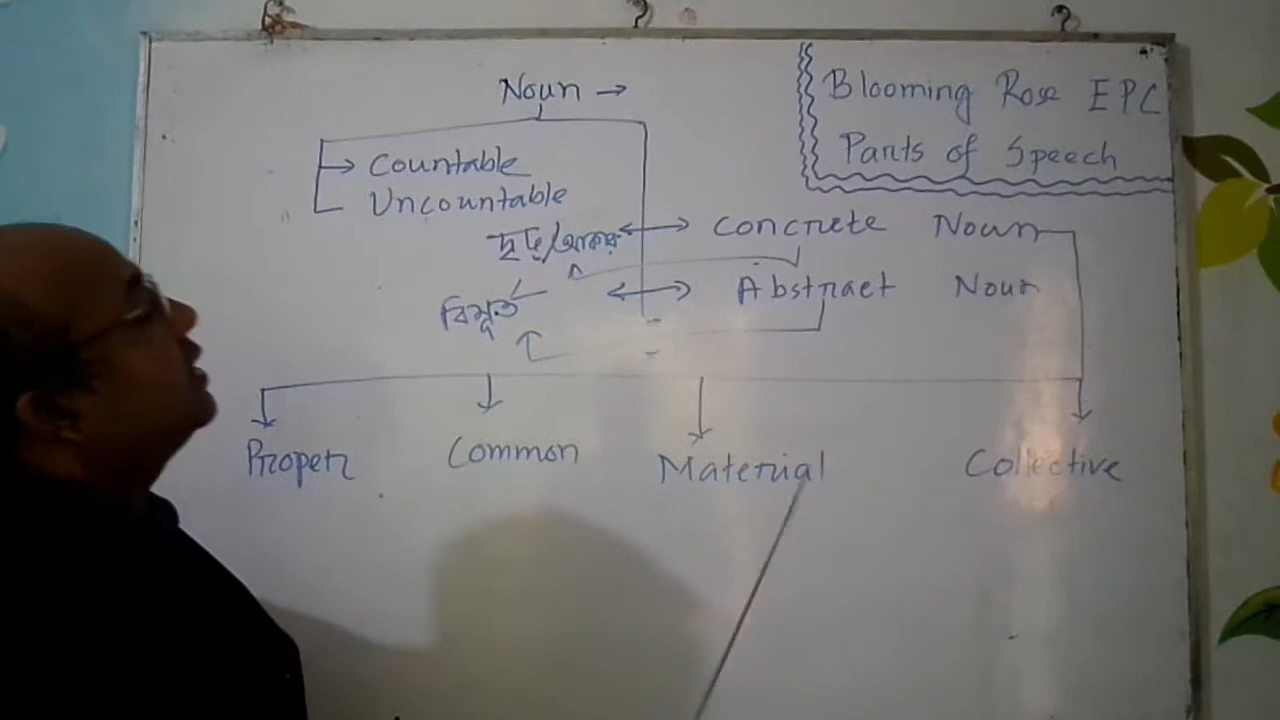 Blooming Rose EPC
Parts of Speech
Noun →
Countable
Uncountable
Concrete Noun
Abstract Noun
বিমূর্ত
Proper
Common
Material
Collective